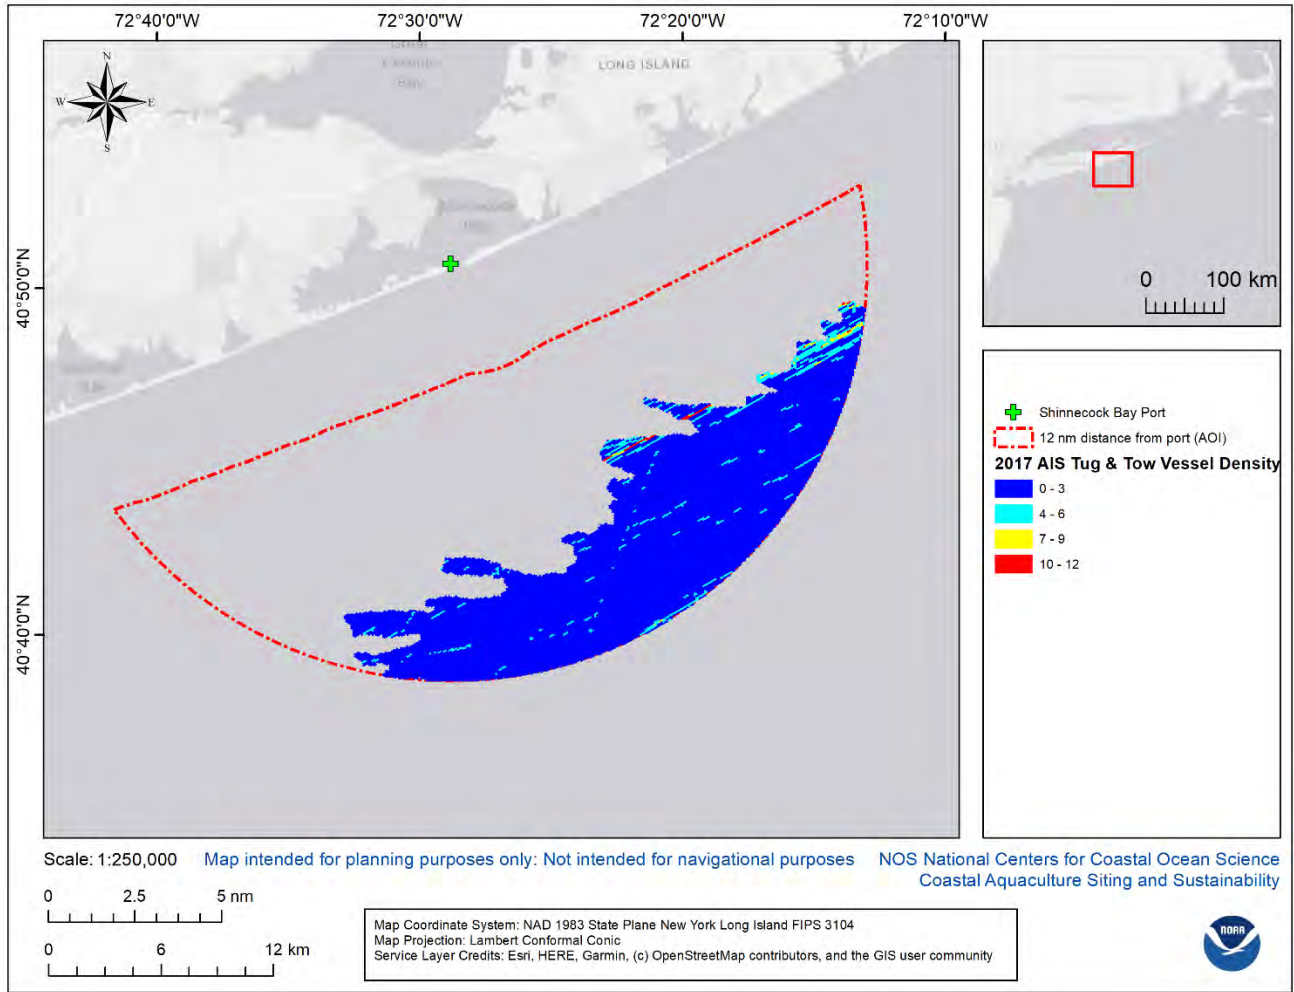 72°40'0"W 72°30'0"W 72°20'0"W 72°10'0"W
N
W E
S
LONG ISLAND
Bay
40°50'0"N
40°40'0"N
0 100 km
Shinnecock Bay Port
12 nm distance from port (AOI)
2017 AIS Tug & Tow Vessel Density
0 - 3
4 - 6
7 - 9
10 - 12
Scale: 1:250,000 Map intended for planning purposes only: Not intended for navigational purposes
NOS National Centers for Coastal Ocean Science
Coastal Aquaculture Siting and Sustainability
0 2.5 5 nm
0 6 12 km
Map Coordinate System: NAD 1983 State Plane New York Long Island FIPS 3104
Map Projection: Lambert Conformal Conic
Service Layer Credits: Esri, HERE, Garmin, (c) OpenStreetMap contributors, and the GIS user community
NOAA